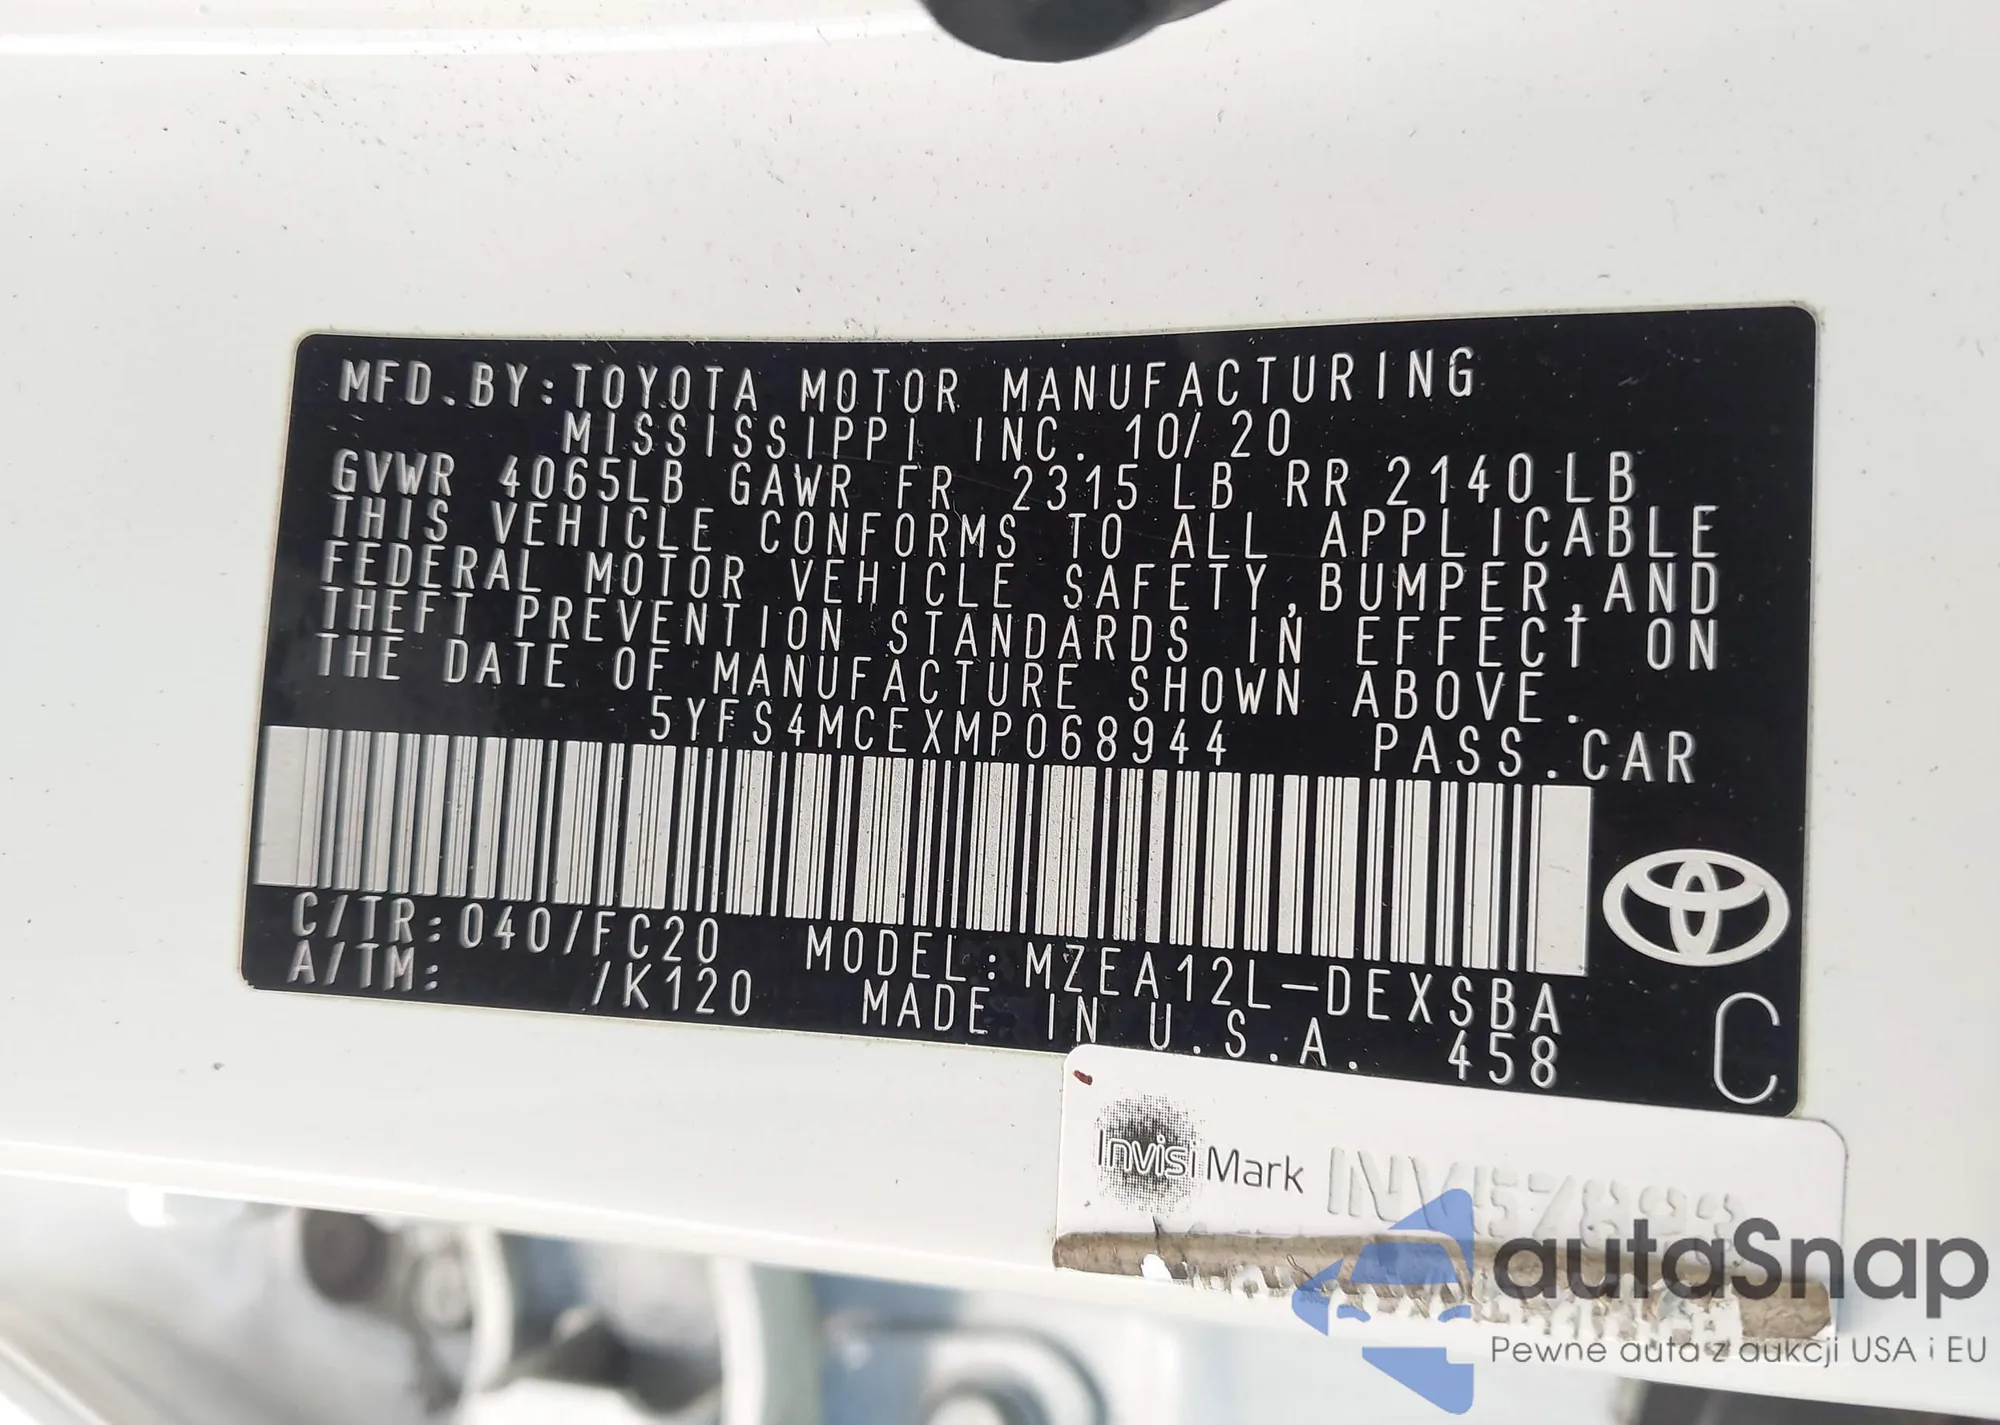 MFD.BY:TOYOTA MOTOR MANUFACTURING
MISSISSIPPI INC. 10/20
GVWR 4065LB GAWR FR 2315LB RR 2140LB
THIS VEHICLE CONFORMS TO ALL APPLICABLE
FEDERAL MOTOR VEHICLE SAFETY,BUMPER,AND
THEFT PREVENTION STANDARDS IN EFFECT ON
THE DATE OF MANUFACTURE SHOWN ABOVE.
5YFS4MCEXMP068944 PASS.CAR
C/TR:040/FC20 MODEL:MZEA12L-DEXSBA
A/TM: /K120 MADE IN U.S.A. 458
C
InvisiMark
autaSnap
Pewne auta z aukcji USA i EU